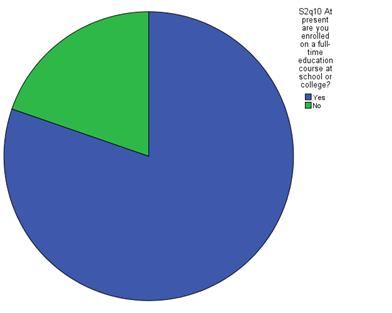 S2q10 At
present
are you
enrolled
on a full-
time
education
course at
school or
college?
Yes
No